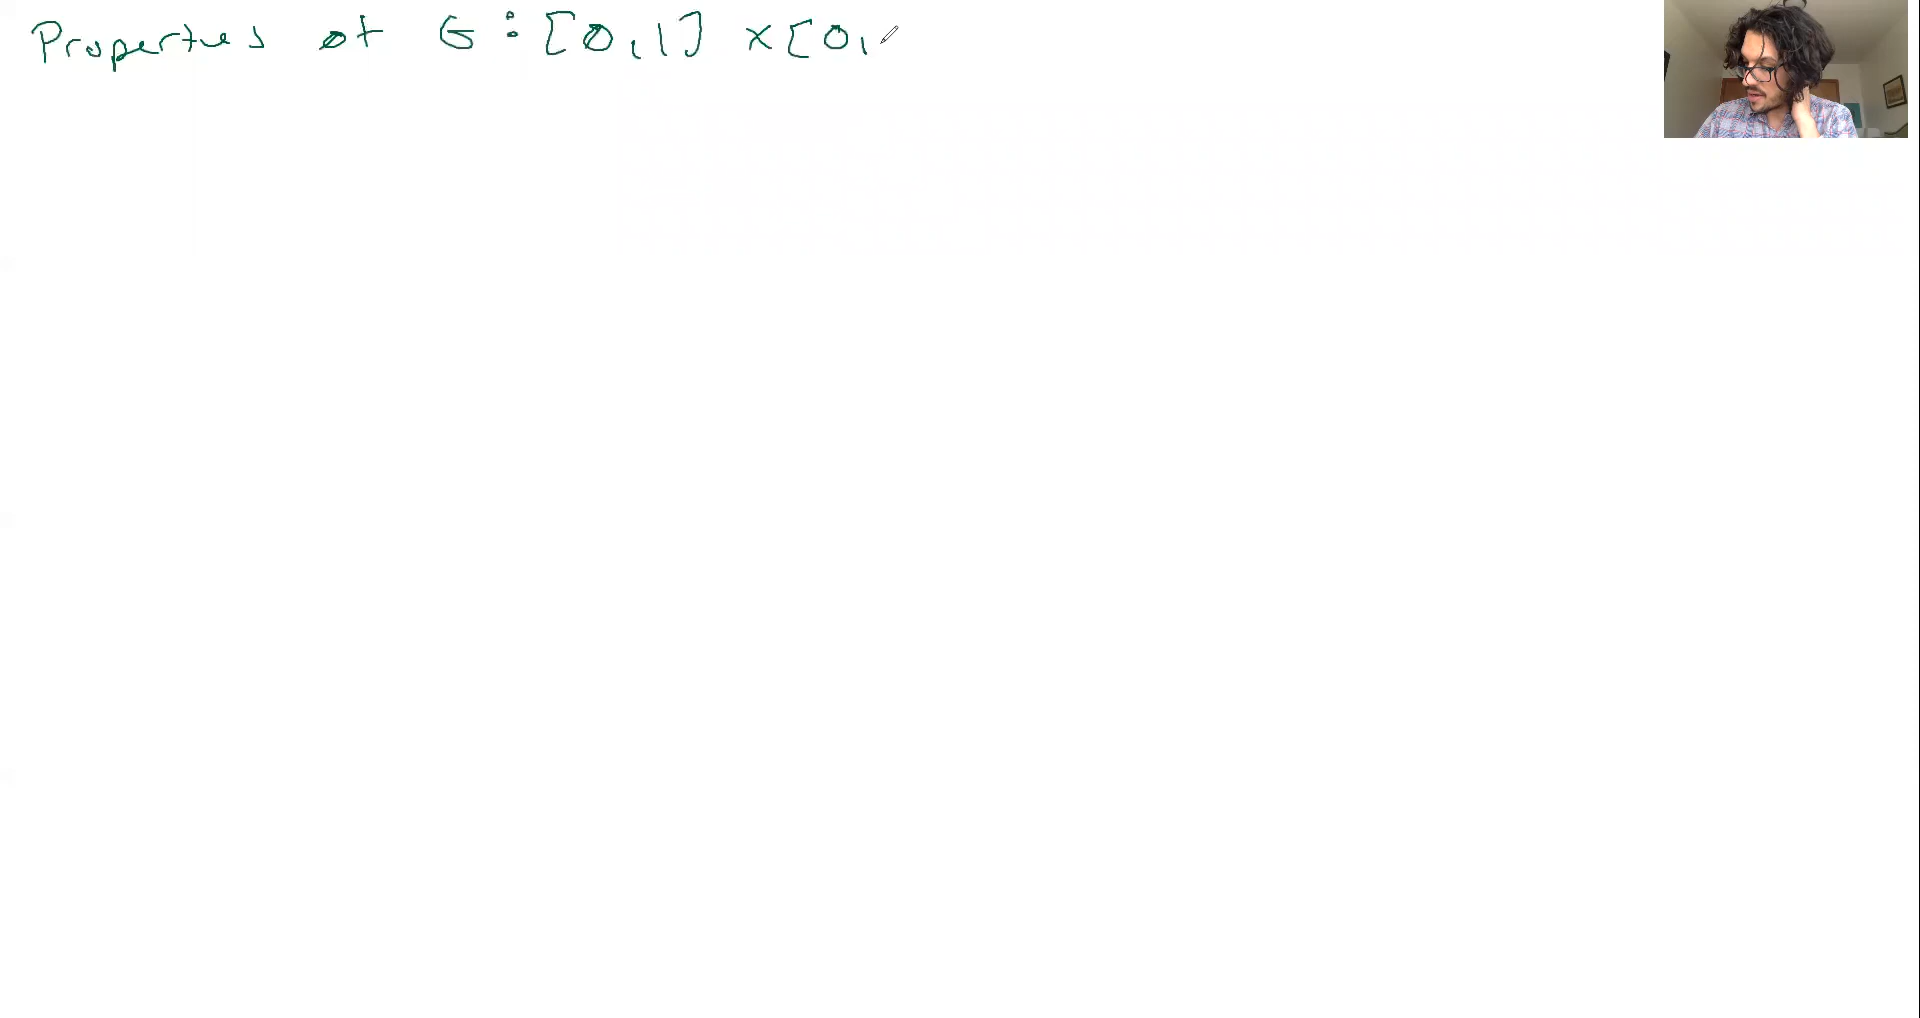 Properties of G : [0,1] x [0,